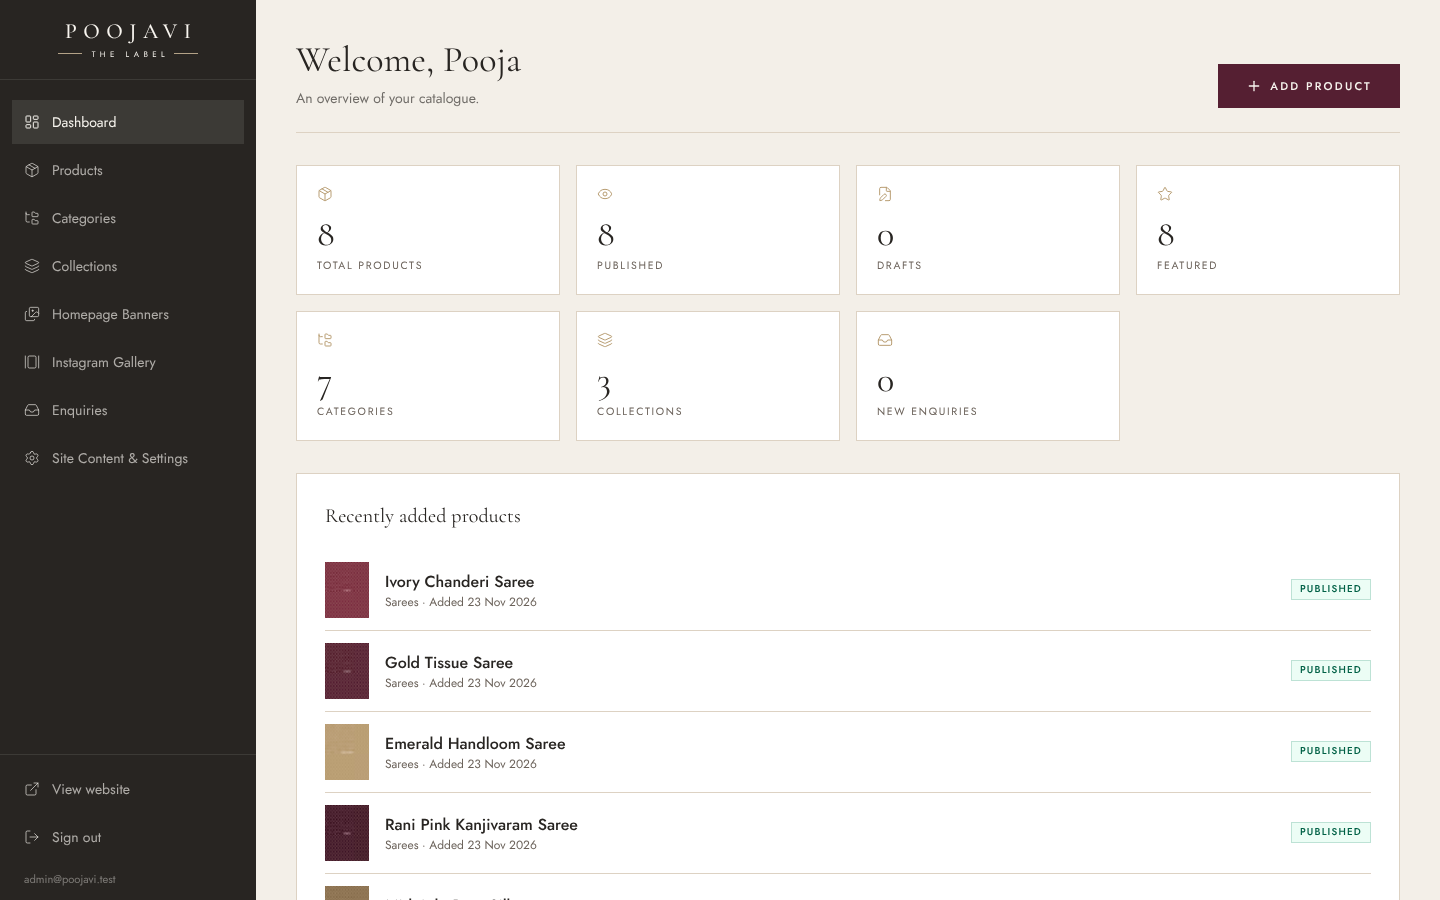 POOJAVI
THE LABEL
Dashboard
Products
Categories
Collections
Homepage Banners
Instagram Gallery
Enquiries
Site Content & Settings
View website
Sign out
admin@poojavi.test
Welcome, Pooja
An overview of your catalogue.
ADD PRODUCT
8
TOTAL PRODUCTS
8
PUBLISHED
0
DRAFTS
8
FEATURED
7
CATEGORIES
3
COLLECTIONS
0
NEW ENQUIRIES
Recently added products
Ivory Chanderi Saree
Sarees · Added 23 Nov 2026
PUBLISHED
Gold Tissue Saree
Sarees · Added 23 Nov 2026
PUBLISHED
Emerald Handloom Saree
Sarees · Added 23 Nov 2026
PUBLISHED
Rani Pink Kanjivaram Saree
Sarees · Added 23 Nov 2026
PUBLISHED